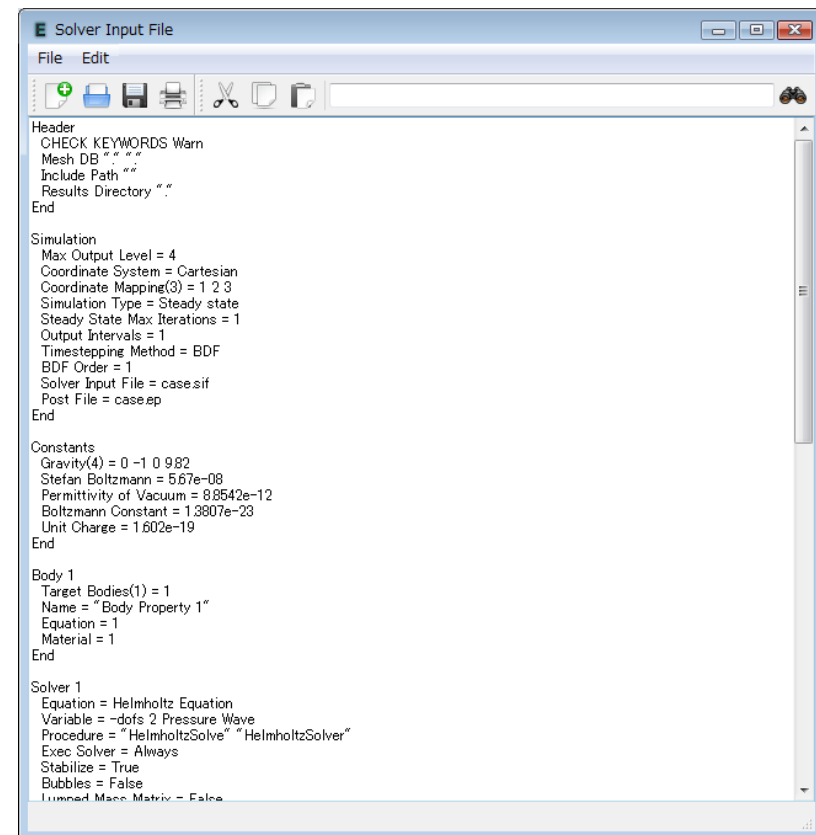 E Solver Input File
File Edit
Header
CHECK KEYWORDS Warn
Mesh DB "." "."
Include Path ""
Results Directory "."
End
Simulation
Max Output Level = 4
Coordinate System = Cartesian
Coordinate Mapping(3) = 1 2 3
Simulation Type = Steady state
Steady State Max Iterations = 1
Output Intervals = 1
Timestepping Method = BDF
BDF Order = 1
Solver Input File = case.sif
Post File = case.ep
End
Constants
Gravity(4) = 0 -1 0 9.82
Stefan Boltzmann = 5.67e-08
Permittivity of Vacuum = 8.8542e-12
Boltzmann Constant = 1.3807e-23
Unit Charge = 1.602e-19
End
Body 1
Target Bodies(1) = 1
Name = "Body Property 1"
Equation = 1
Material = 1
End
Solver 1
Equation = Helmholtz Equation
Variable = -dofs 2 Pressure Wave
Procedure = "HelmholtzSolve" "HelmholtzSolver"
Exec Solver = Always
Stabilize = True
Bubbles = False
Lumped Mass Matrix = False